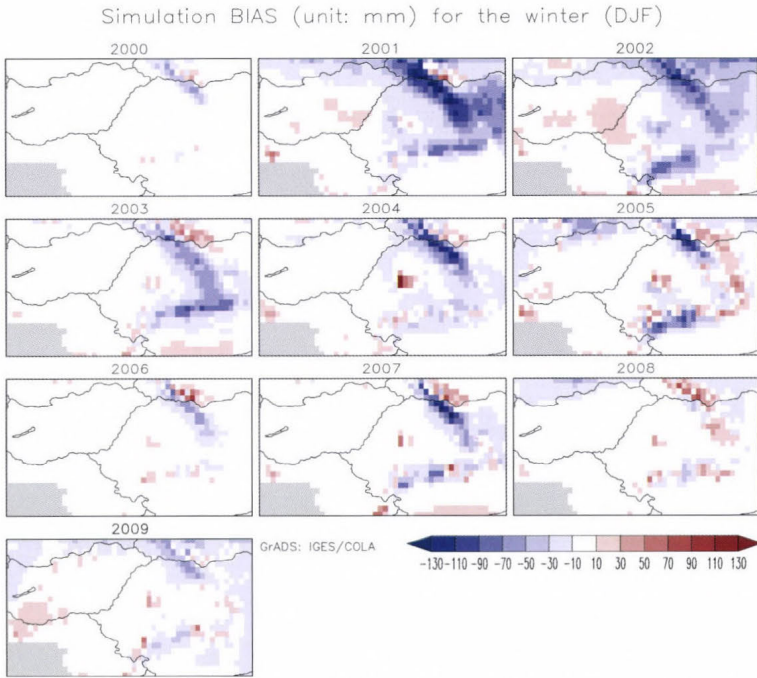 Simulation BIAS (unit: mm) for the winter (DJF)
2000 2001 2002
2003 2004 2005
2006 2007 2008
2009
GrADS: IGES/COLA
-130 -110 -90 -70 -50 -30 -10 10 30 50 70 90 110 130